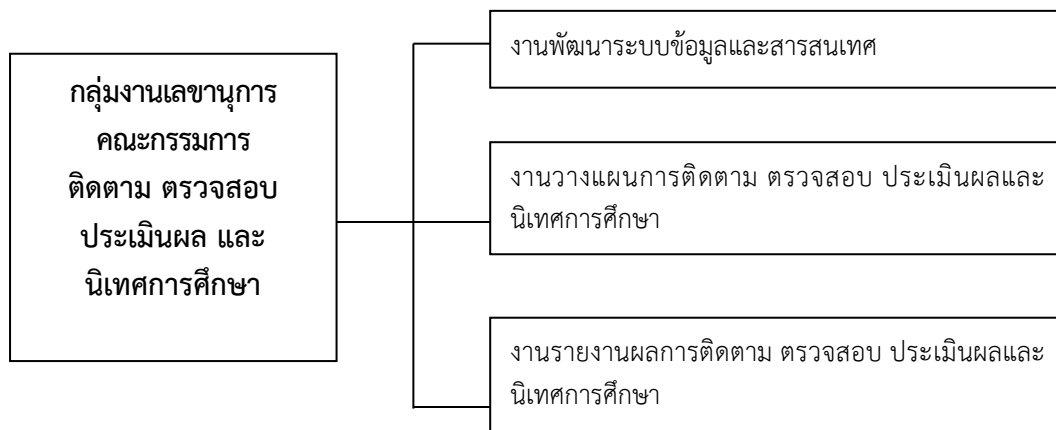 กลุ่มงานเลขานุการ
คณะกรรมการ
ติดตาม ตรวจสอบ
ประเมินผล และ
นิเทศการศึกษา
งานพัฒนาระบบข้อมูลและสารสนเทศ
งานวางแผนการติดตาม ตรวจสอบ ประเมินผลและ
นิเทศการศึกษา
งานรายงานผลการติดตาม ตรวจสอบ ประเมินผลและ
นิเทศการศึกษา